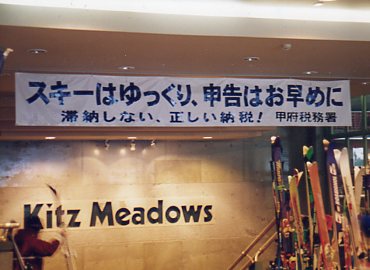 スキーはゆっくり、申告はお早めに
滞納しない、正しい納税! 甲府税務署
Kitz Meadows